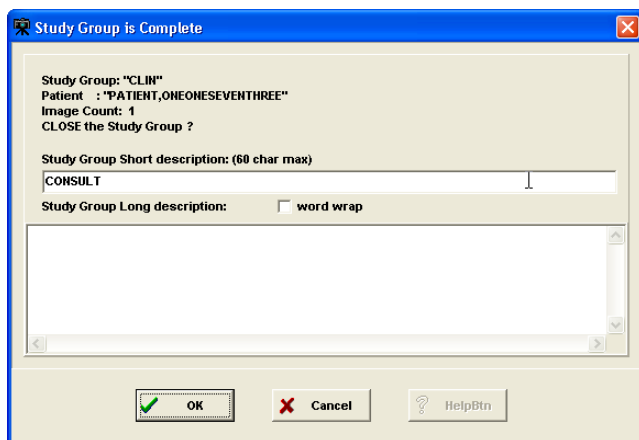 Study Group is Complete
Study Group: "CLIN"
Patient : "PATIENT,ONEONESEVENTHREE"
Image Count: 1
CLOSE the Study Group ?
Study Group Short description: (60 char max)
CONSULT
Study Group Long description: word wrap
OK Cancel HelpBtn